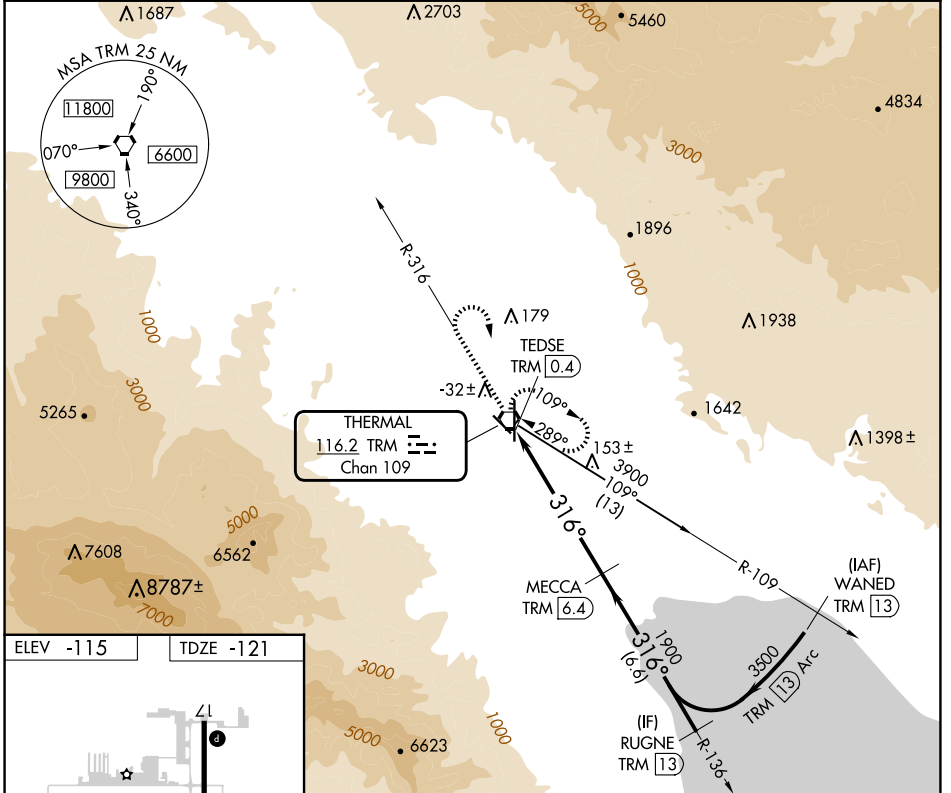 1687
2703
5000
5460
MSA TRM 25 NM
190°
11800
4834
070°
6600
3000
9800
340°
1896
R-316
1000
1000
179
1938
TEDSE
TRM 0.4
3000
-32±
109°
5265
1642
THERMAL
116.2 TRM
Chan 109
289°
153±
1398±
3900
109°
(13)
316°
5000
6562
7608
R-109
(IAF)
WANED
TRM 13
MECCA
TRM 6.4
8787±
7000
1900
316°
(6.6)
3500
TRM 13 Arc
ELEV -115
TDZE -121
3000
1000
17
P
5000
6623
(IF)
RUGNE
TRM 13
R-136